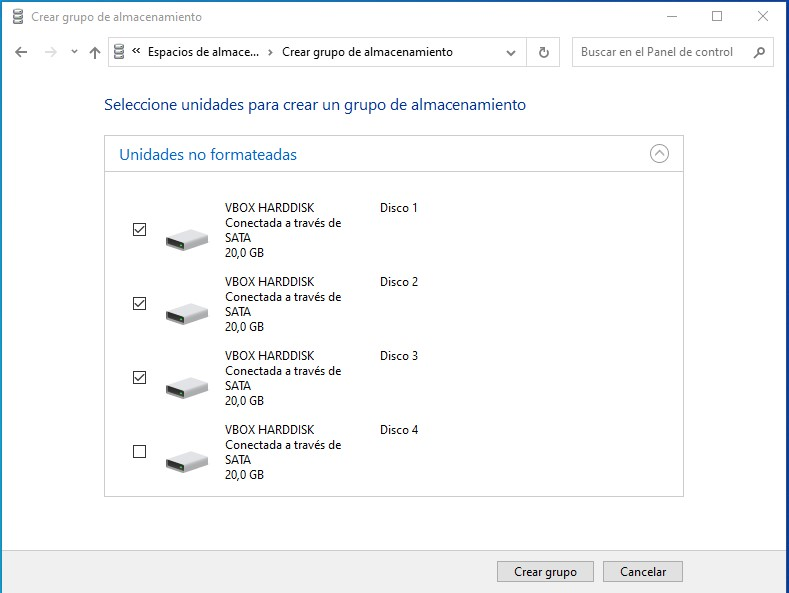 Crear grupo de almacenamiento
« Espacios de almace... › Crear grupo de almacenamiento
Buscar en el Panel de control
Seleccione unidades para crear un grupo de almacenamiento
Unidades no formateadas
VBOX HARDDISK Disco 1
Conectada a través de
SATA
20,0 GB
VBOX HARDDISK Disco 2
Conectada a través de
SATA
20,0 GB
VBOX HARDDISK Disco 3
Conectada a través de
SATA
20,0 GB
VBOX HARDDISK Disco 4
Conectada a través de
SATA
20,0 GB
Crear grupo
Cancelar